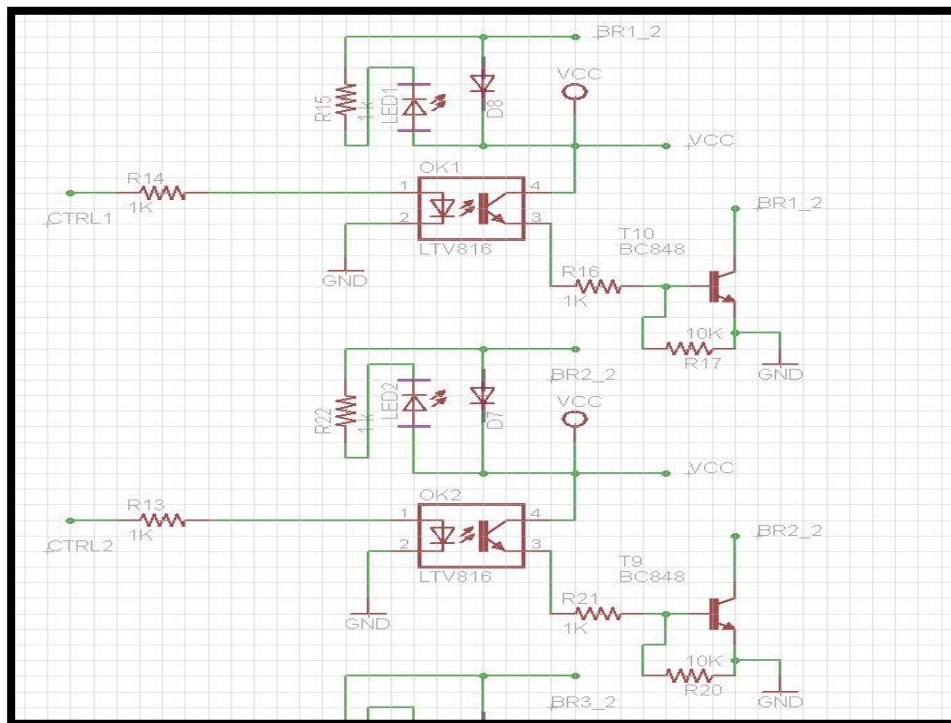 BR1_2
VCC
R15
1k
LED1
D8
VCC
OK1
R14
1
4
CTRL1
1K
2
3
BR1_2
LTV816
T10
BC848
GND
R16
1K
10K
R17
GND
BR2_2
R22
1k
LED2
D7
VCC
VCC
OK2
R13
1
4
CTRL2
1K
2
3
BR2_2
LTV816
T9
BC848
GND
R21
1K
10K
R20
GND
BR3_2